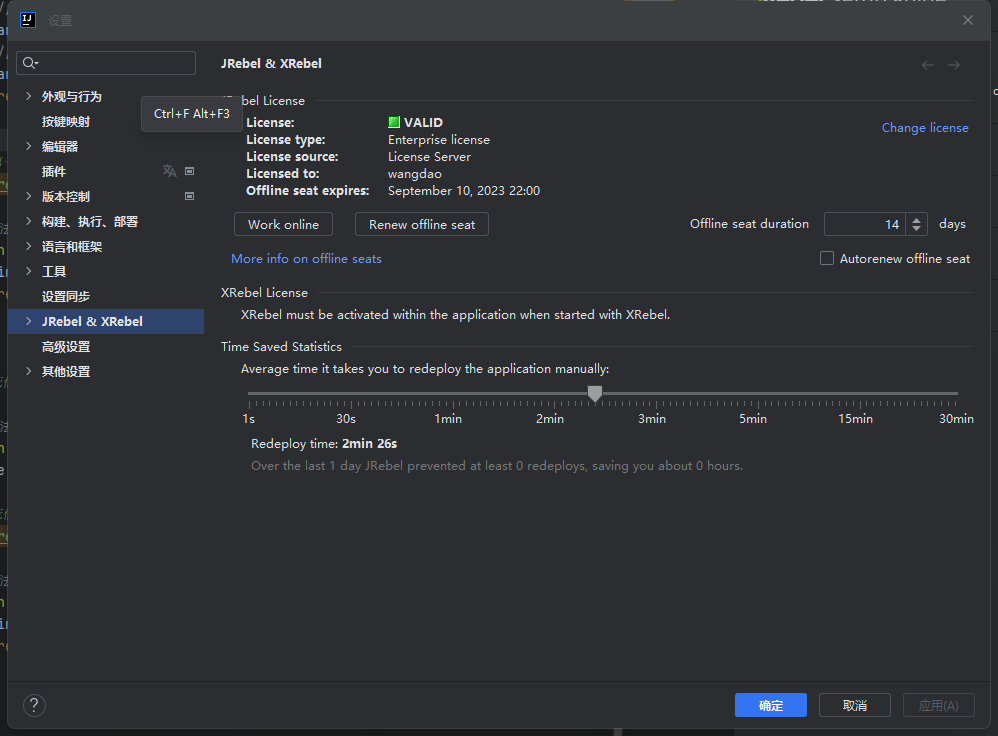 设置
JRebel & XRebel
外观与行为
按键映射
编辑器
插件
版本控制
构建、执行、部署
语言和框架
工具
设置同步
JRebel & XRebel
高级设置
其他设置
Ctrl+F Alt+F3
bel License
License: VALID
License type: Enterprise license
License source: License Server
Licensed to: wangdao
Offline seat expires: September 10, 2023 22:00
Change license
Work online Renew offline seat Offline seat duration 14 days
More info on offline seats Autorenew offline seat
XRebel License
XRebel must be activated within the application when started with XRebel.
Time Saved Statistics
Average time it takes you to redeploy the application manually:
1s 30s 1min 2min 3min 5min 15min 30min
Redeploy time: 2min 26s
Over the last 1 day JRebel prevented at least 0 redeploys, saving you about 0 hours.
? 确定 取消 应用(A)